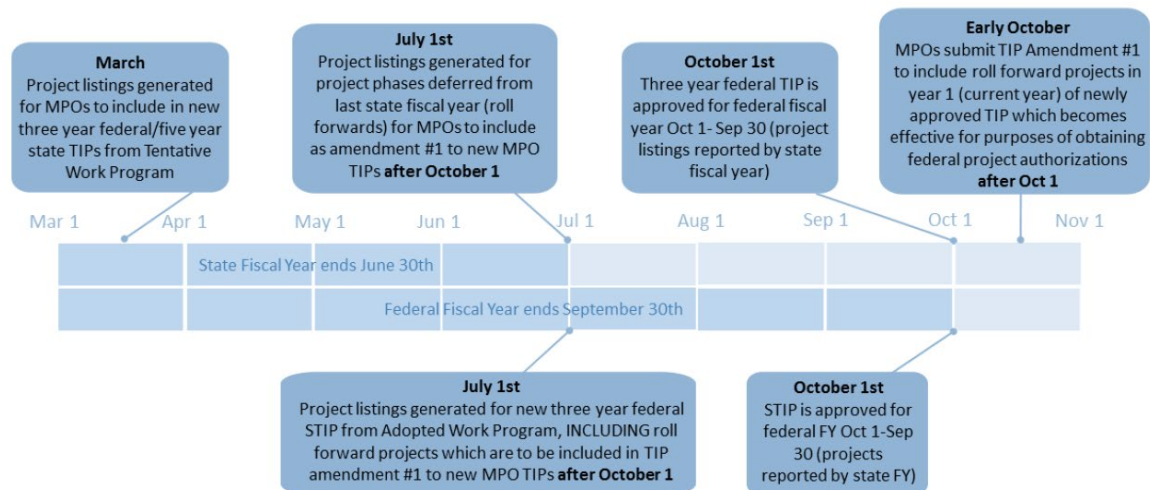 March
Project listings generated
for MPOs to include in new
three year federal/five year
state TIPs from Tentative
Work Program
July 1st
Project listings generated for
project phases deferred from
last state fiscal year (roll
forwards) for MPOs to include
as amendment #1 to new MPO
TIPs after October 1
October 1st
Three year federal TIP is
approved for federal fiscal
year Oct 1- Sep 30 (project
listings reported by state
fiscal year)
Early October
MPOs submit TIP Amendment #1
to include roll forward projects in
year 1 (current year) of newly
approved TIP which becomes
effective for purposes of obtaining
federal project authorizations
after Oct 1
Mar 1
Apr 1
May 1
Jun 1
Jul 1
Aug 1
Sep 1
Oct 1
Nov 1
State Fiscal Year ends June 30th
Federal Fiscal Year ends September 30th
July 1st
Project listings generated for new three year federal
STIP from Adopted Work Program, INCLUDING roll
forward projects which are to be included in TIP
amendment #1 to new MPO TIPs after October 1
October 1st
STIP is approved for
federal FY Oct 1-Sep
30 (projects
reported by state FY)